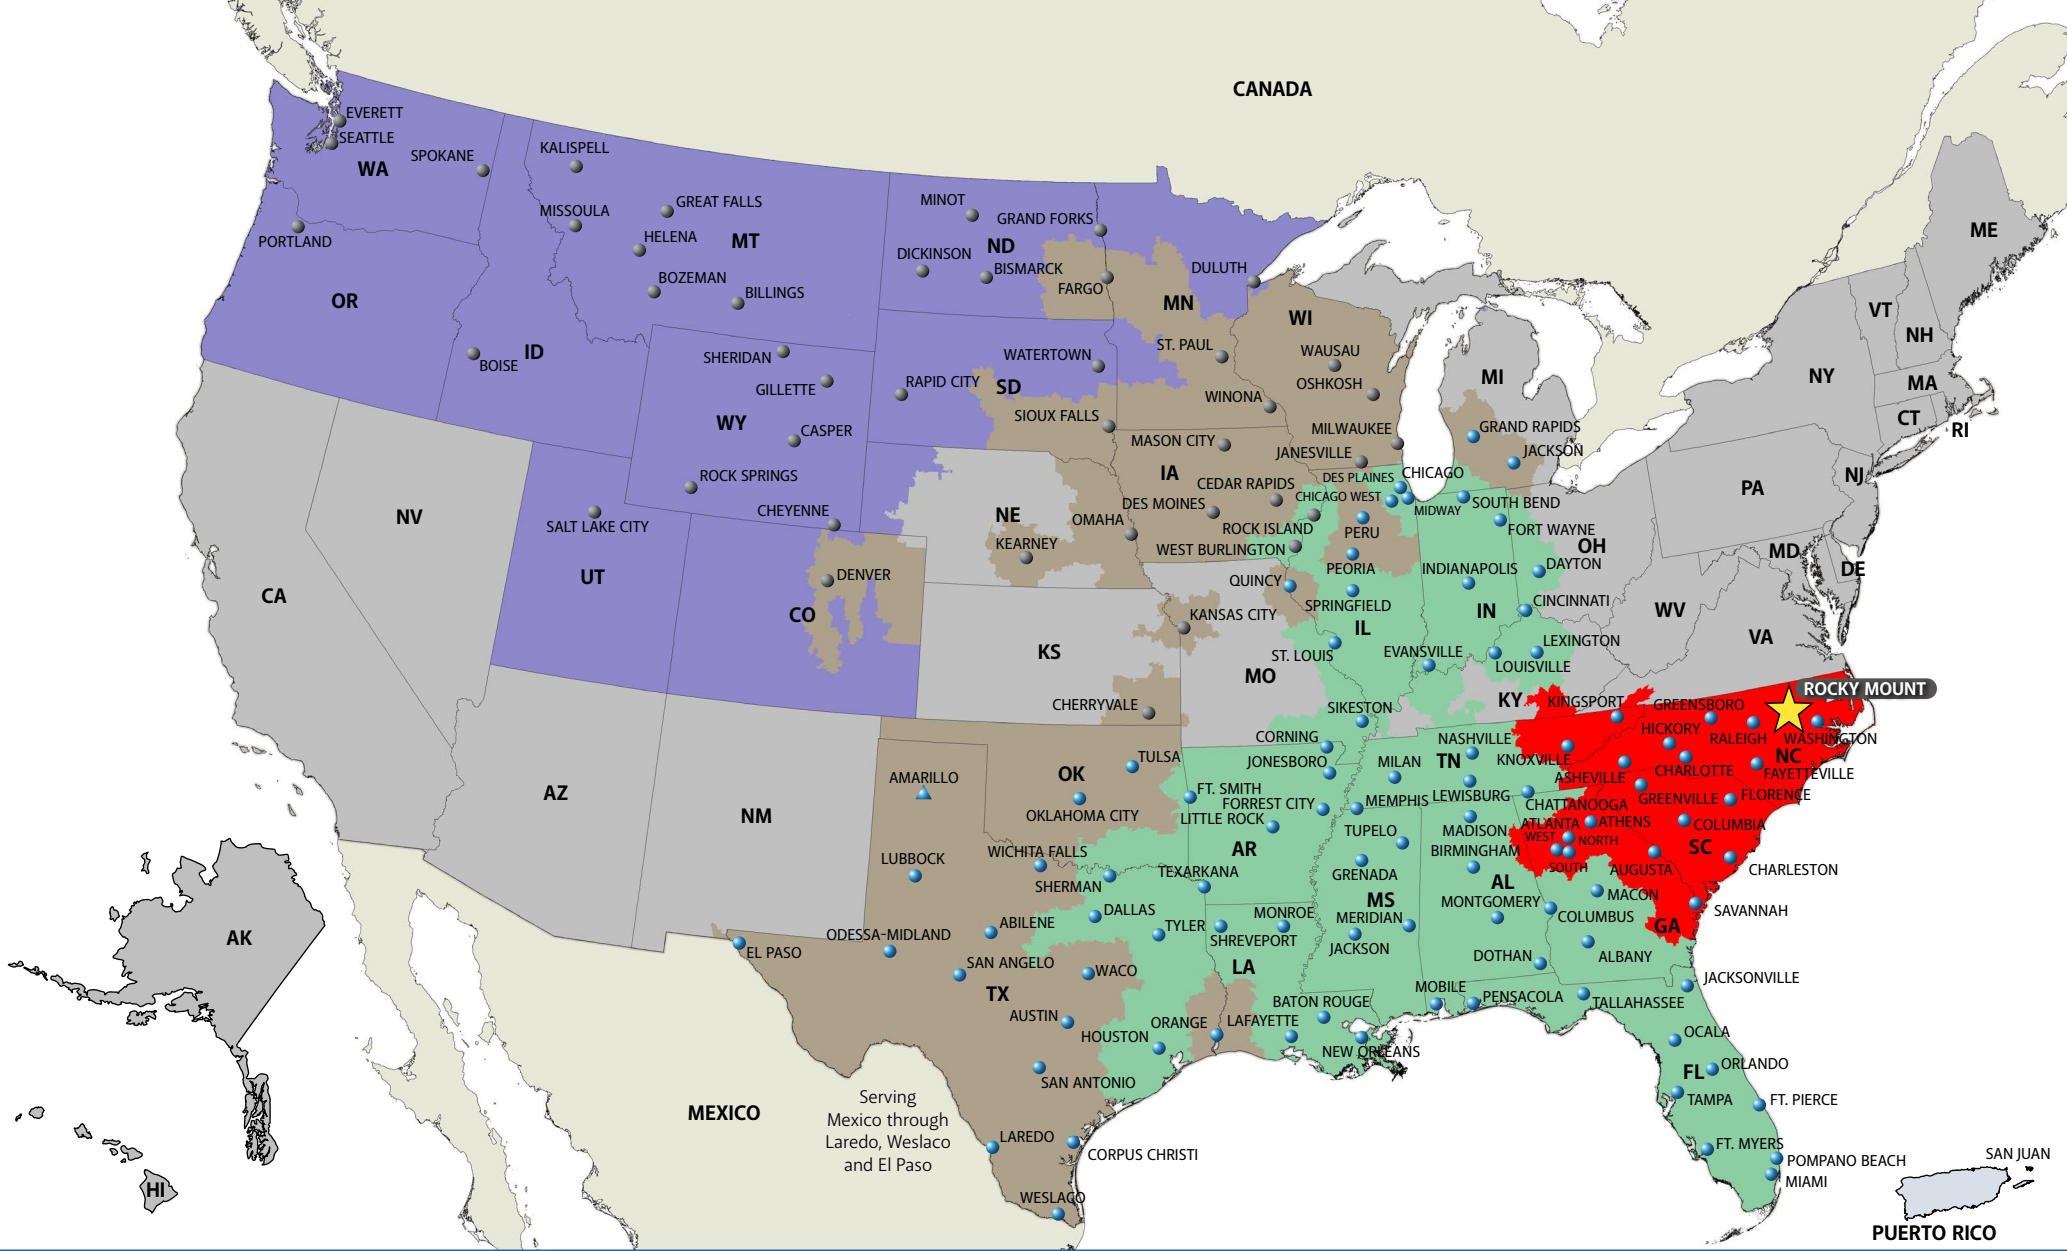 CANADA
EVERETT
SEATTLE
SPOKANE
WA
KALISPELL
GREAT FALLS
MISSOULA
HELENA
MT
MINOT
GRAND FORKS
ND
PORTLAND
BOZEMAN
BILLINGS
DICKINSON
BISMARCK
FARGO
DULUTH
ME
OR
MN
WI
VT
NH
BOISE
ID
SHERIDAN
GILLETTE
WATERTOWN
RAPID CITY
SD
ST. PAUL
WAUSAU
OSHKOSH
MI
NY
MA
CT
RI
WY
CASPER
SIOUX FALLS
WINONA
MILWAUKEE
GRAND RAPIDS
MASON CITY
JANESVILLE
JACKSON
ROCK SPRINGS
IA
CEDAR RAPIDS
DES PLAINES
CHICAGO
CHICAGO WEST
MIDWAY
SOUTH BEND
PA
NJ
NV
SALT LAKE CITY
CHEYENNE
NE
OMAHA
DES MOINES
ROCK ISLAND
PERU
FORT WAYNE
OH
KEARNEY
WEST BURLINGTON
MD
DE
CA
UT
DENVER
CO
QUINCY
PEORIA
INDIANAPOLIS
DAYTON
KANSAS CITY
SPRINGFIELD
IL
IN
CINCINNATI
WV
VA
KS
MO
ST. LOUIS
EVANSVILLE
LEXINGTON
LOUISVILLE
CHERRYVALE
SIKESTON
KY
KINGSPORT
GREENSBORO
ROCKY MOUNT
CORNING
NASHVILLE
HICKORY
RALEIGH
WASHINGTON
AZ
NM
AMARILLO
OK
TULSA
JONESBORO
MILAN
TN
KNOXVILLE
ASHEVILLE
CHARLOTTE
NC
FAYETTEVILLE
OKLAHOMA CITY
FT. SMITH
FORREST CITY
MEMPHIS
LEWISBURG
CHATTANOOGA
GREENVILLE
FLORENCE
LITTLE ROCK
TUPELO
MADISON
ATLANTA
WEST
NORTH
SOUTH
ATHENS
COLUMBIA
LUBBOCK
WICHITA FALLS
AR
BIRMINGHAM
SC
SHERMAN
TEXARKANA
GRENADA
AL
AUGUSTA
CHARLESTON
MS
MACON
AK
DALLAS
MONROE
MERIDIAN
MONTGOMERY
COLUMBUS
SAVANNAH
GA
ABILENE
TYLER
SHREVEPORT
JACKSON
EL PASO
ODESSA-MIDLAND
SAN ANGELO
WACO
LA
DOTHAN
ALBANY
JACKSONVILLE
TX
MOBILE
PENSACOLA
TALLAHASSEE
AUSTIN
HOUSTON
ORANGE
BATON ROUGE
LAFAYETTE
NEW ORLEANS
OCALA
ORLANDO
FL
SAN ANTONIO
TAMPA
FT. PIERCE
MEXICO
Serving
Mexico through
Laredo, Weslaco
and El Paso
LAREDO
CORPUS CHRISTI
FT. MYERS
POMPANO BEACH
MIAMI
SAN JUAN
HI
WESLACO
PUERTO RICO